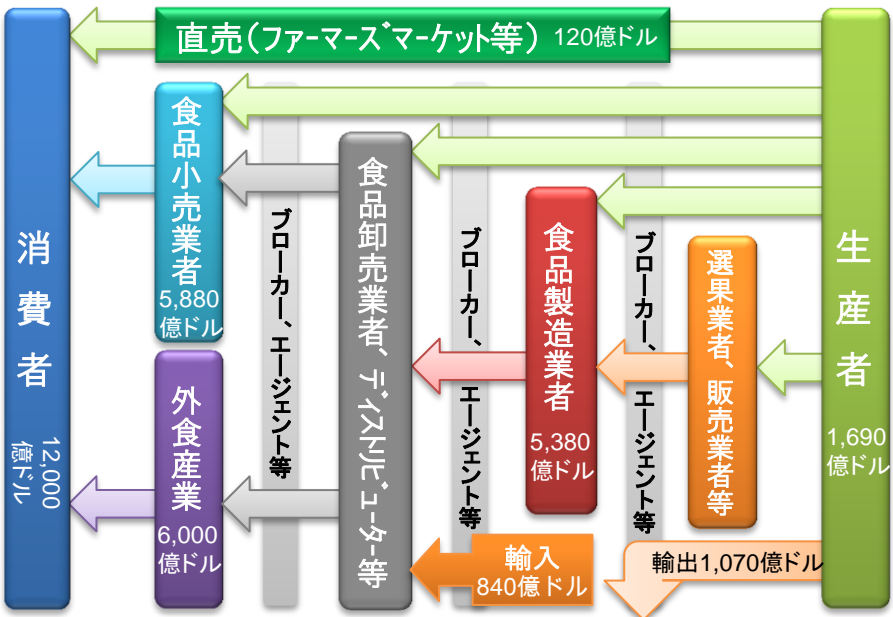 直売(ファーマーズマーケット等) 120億ドル
消費者
12,000
億ドル
食品小売業者
5,880
億ドル
外食産業
6,000
億ドル
ブローカー、エージェント等
食品卸売業者、ディストリビューター等
ブローカー、エージェント等
食品製造業者
5,380
億ドル
輸入
840億ドル
ブローカー、エージェント等
選果業者、販売業者等
輸出1,070億ドル
生産者
1,690
億ドル